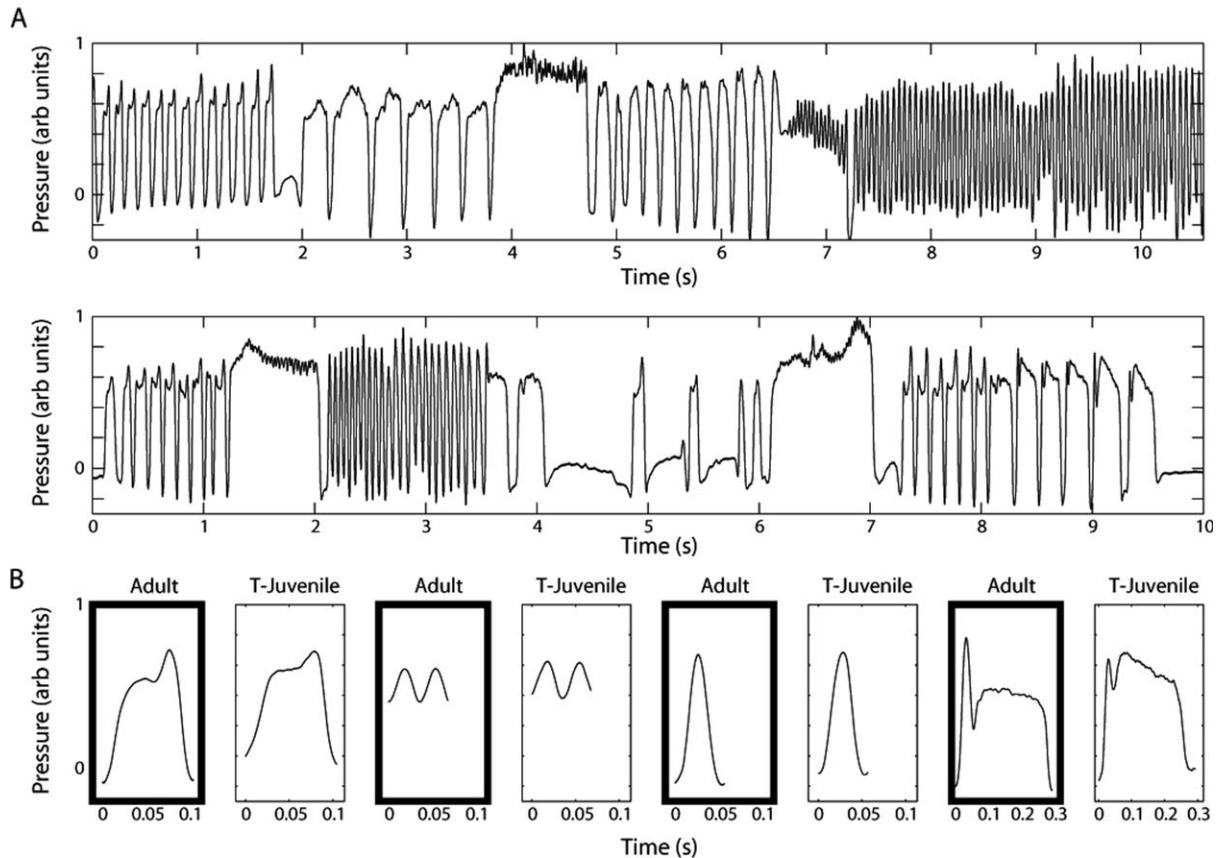 A
Pressure (arb units)
1
0
0 1 2 3 4 5 6 7 8 9 10
Time (s)
Pressure (arb units)
1
0
0 1 2 3 4 5 6 7 8 9 10
Time (s)
B
Adult T-Juvenile Adult T-Juvenile Adult T-Juvenile Adult T-Juvenile
Pressure (arb units)
1
0
0 0.05 0.1 0 0.05 0.1 0 0.05 0.1 0 0.05 0.1 0 0.05 0.1 0 0.05 0.1 0 0.1 0.2 0.3 0 0.1 0.2 0.3
Time (s)